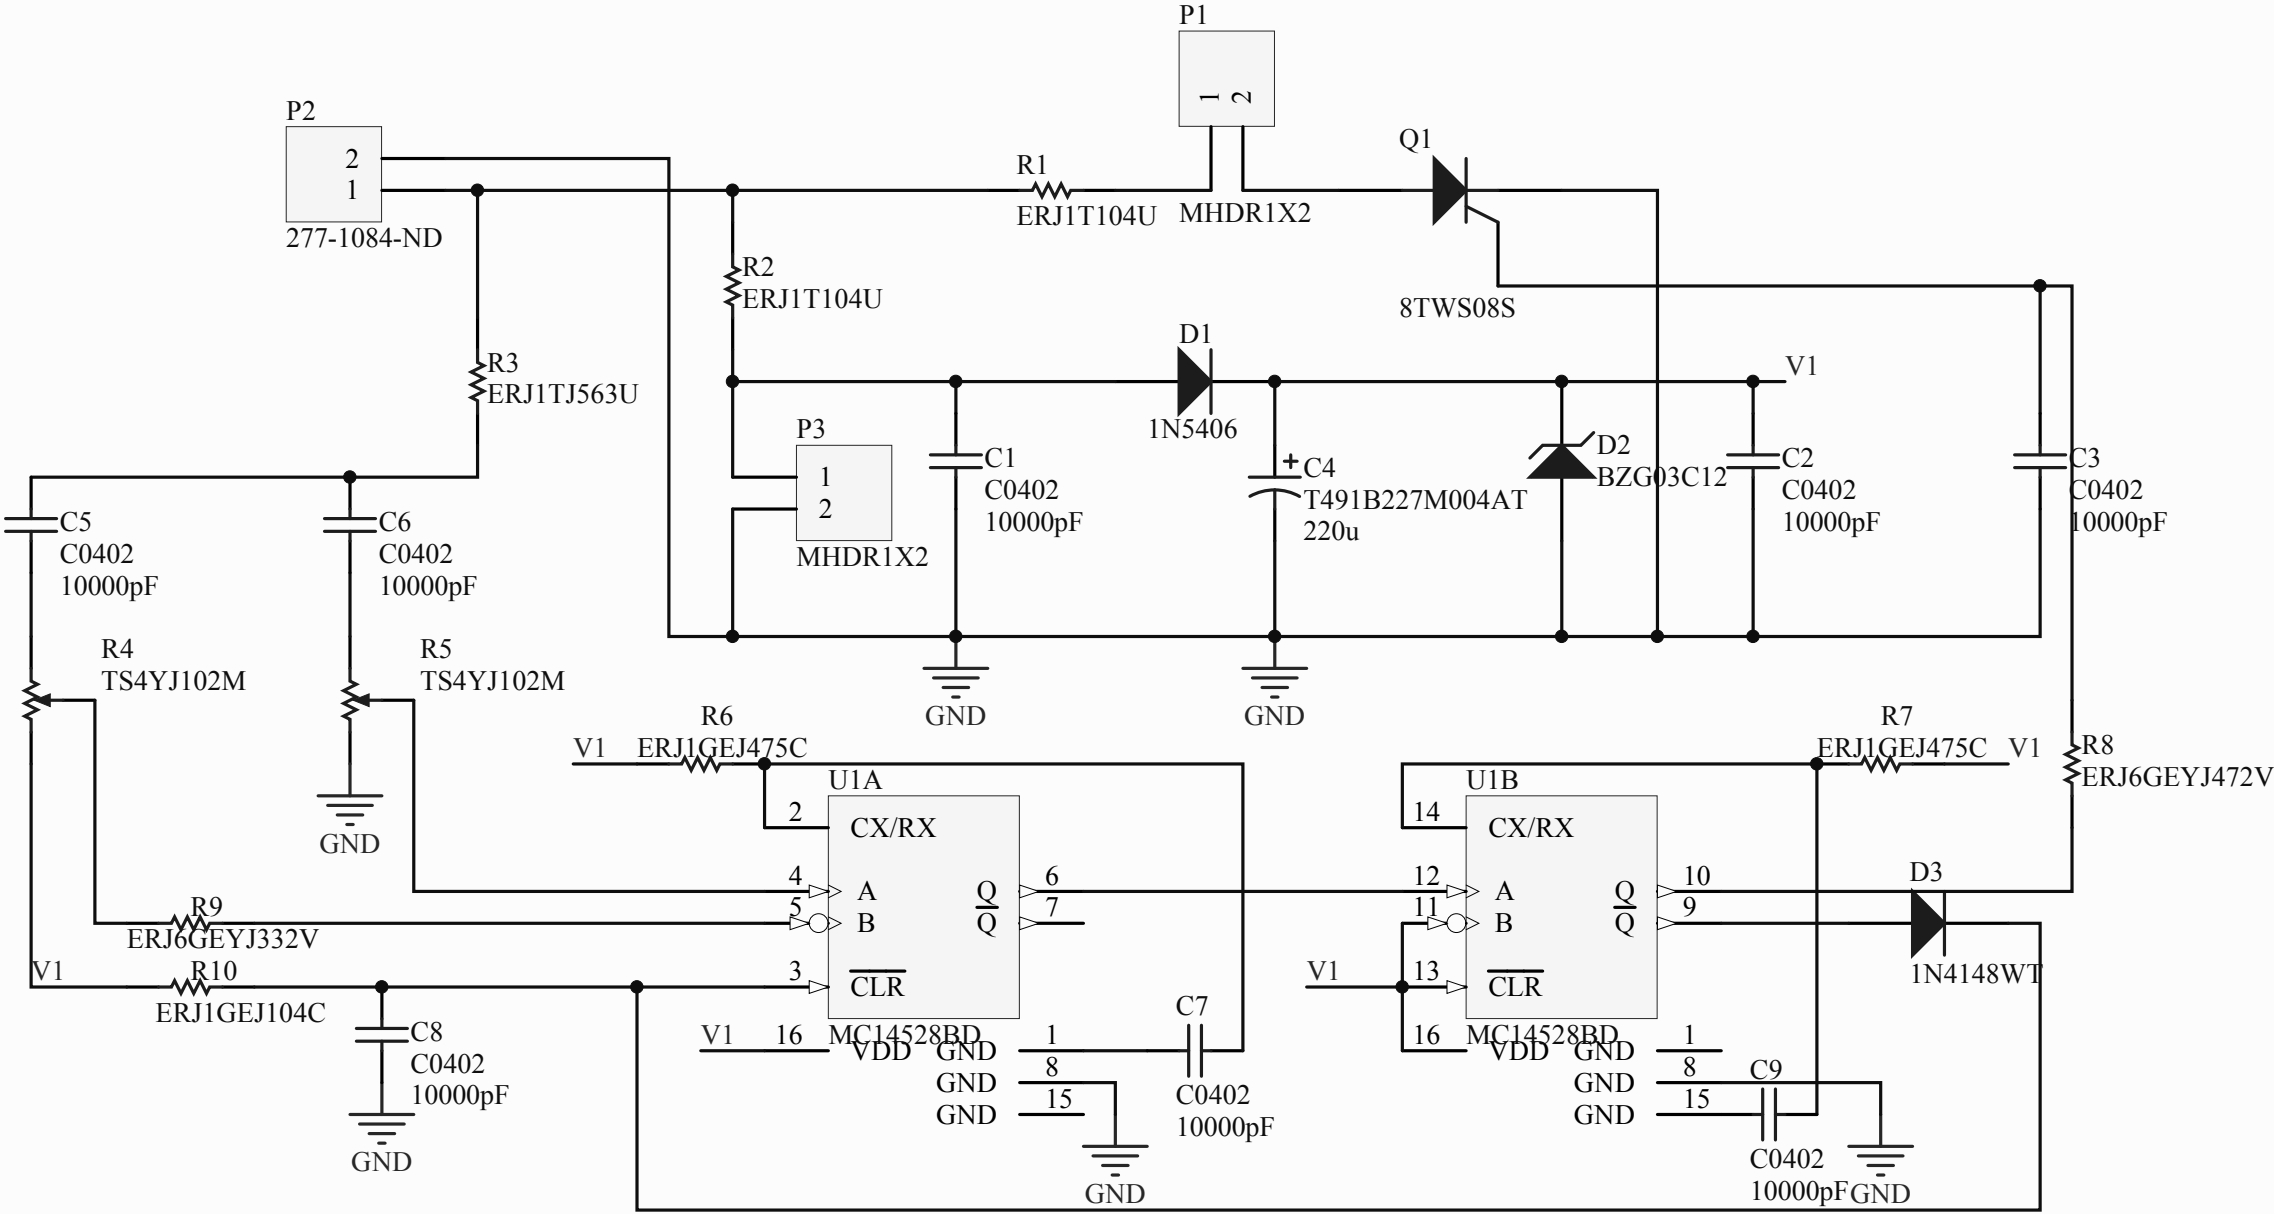 P1
1
2
MHDR1X2
P2
2
1
277-1084-ND
R1
ERJ1T104U
Q1
8TWS08S
R2
ERJ1T104U
R3
ERJ1TJ563U
D1
1N5406
V1
P3
1
2
MHDR1X2
C1
C0402
10000pF
C4
T491B227M004AT
220u
D2
BZG03C12
C2
C0402
10000pF
C3
C0402
10000pF
C5
C0402
10000pF
C6
C0402
10000pF
R4
TS4YJ102M
R5
TS4YJ102M
GND
GND
GND
V1
R6
ERJ1GEJ475C
R7
ERJ1GEJ475C
V1
R8
ERJ6GEYJ472V
U1A
2
CX/RX
4
A
5
B
3
CLR
Q
6
Q
7
MC14528BD
V1
16
VDD
GND
1
GND
8
GND
15
U1B
14
CX/RX
12
A
11
B
13
CLR
V1
Q
10
Q
9
MC14528BD
16
VDD
GND
1
GND
8
GND
15
D3
1N4148WT
R9
ERJ6GEYJ332V
V1
R10
ERJ1GEJ104C
C8
C0402
10000pF
GND
C7
C0402
10000pF
GND
C9
C0402
10000pF
GND